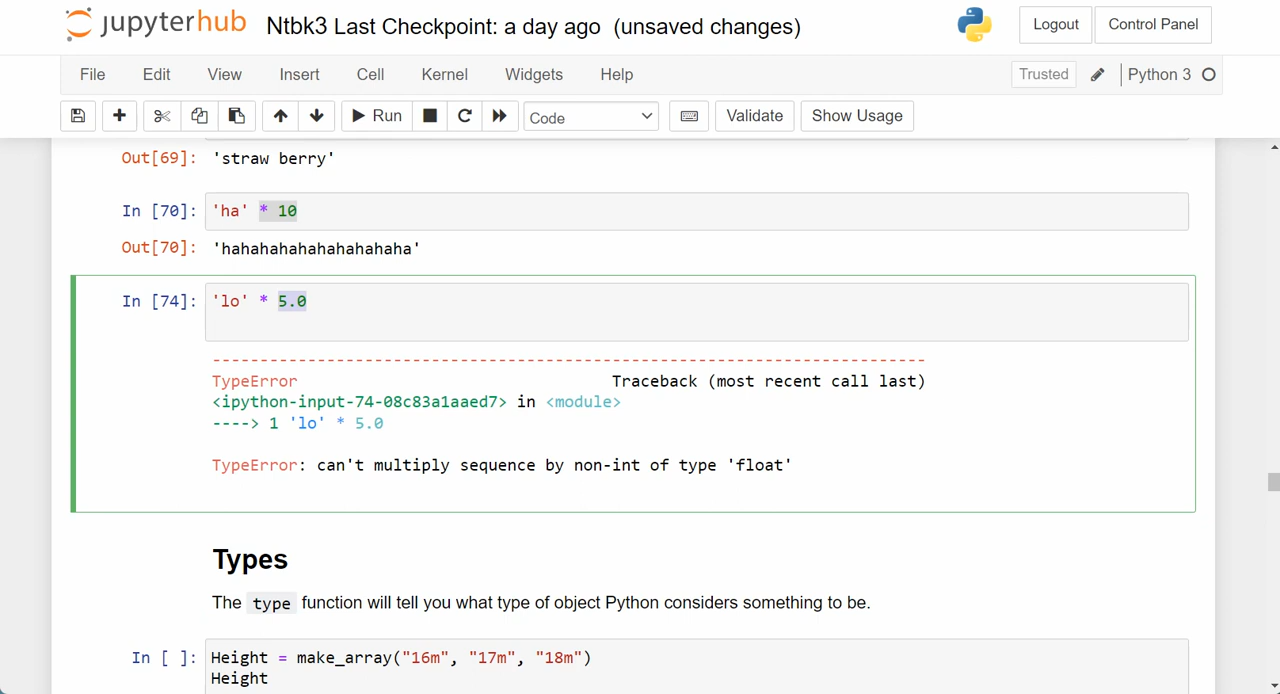 jupyterhub Ntbk3 Last Checkpoint: a day ago (unsaved changes) Logout Control Panel
File Edit View Insert Cell Kernel Widgets Help Trusted Python 3
Run Code Validate Show Usage
Out[69]: 'straw berry'
In [70]: 'ha' * 10
Out[70]: 'hahahahahahahahahaha'
In [74]: 'lo' * 5.0
---------------------------------------------------------------------------
TypeError Traceback (most recent call last)
<ipython-input-74-08c83a1aaed7> in <module>
----> 1 'lo' * 5.0
TypeError: can't multiply sequence by non-int of type 'float'
Types
The type function will tell you what type of object Python considers something to be.
In [ ]: Height = make_array("16m", "17m", "18m")
Height